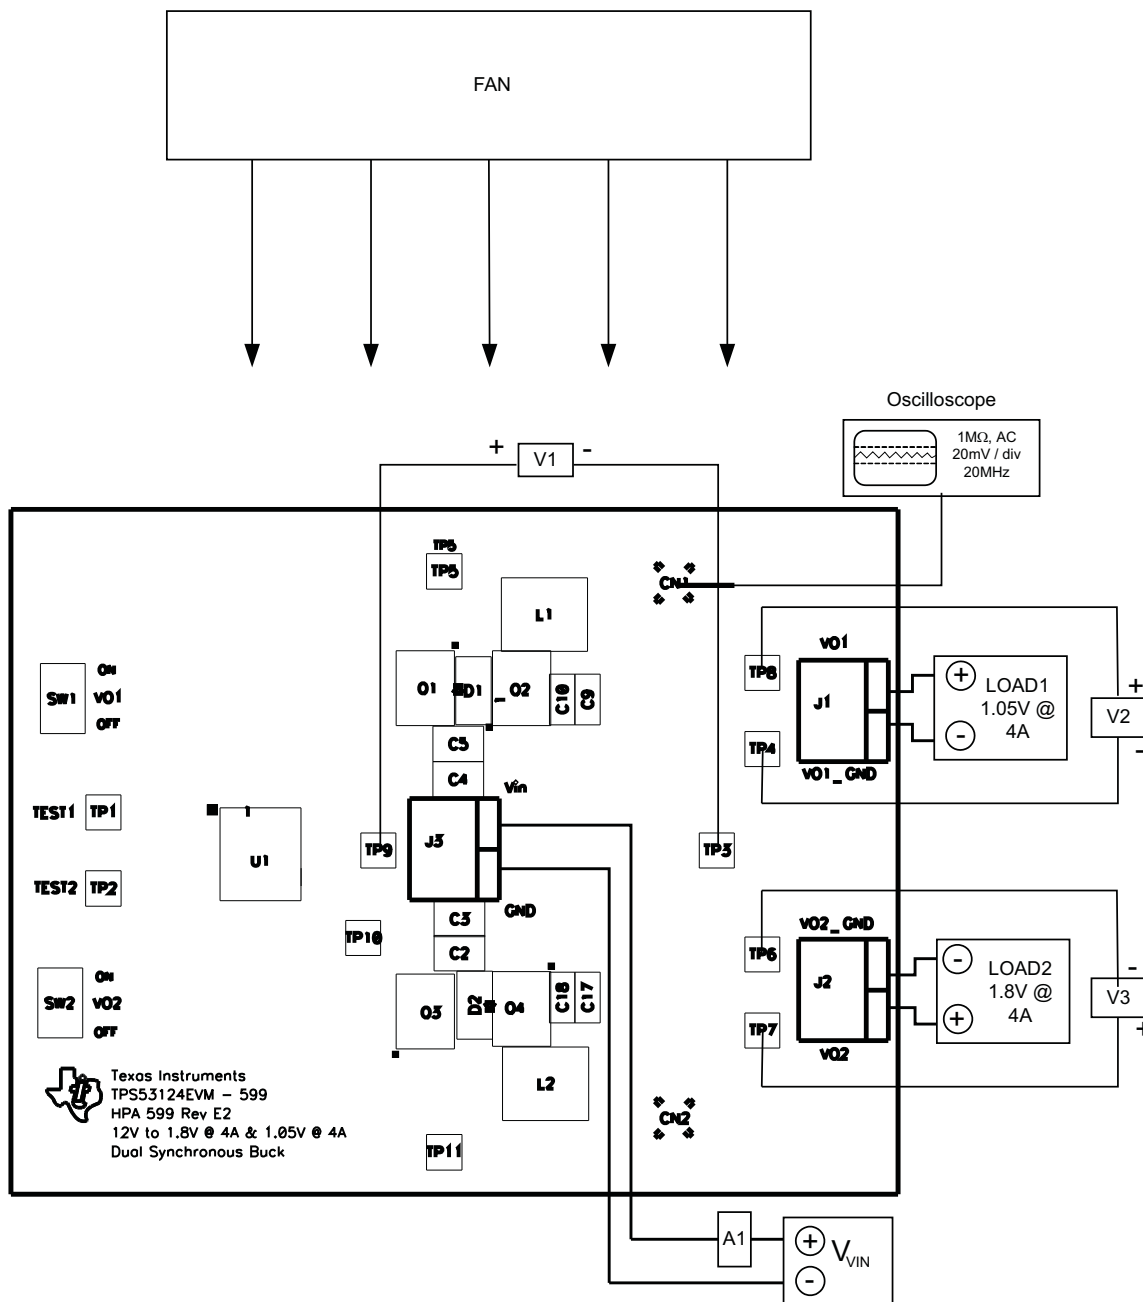 FAN
Oscilloscope
1MΩ, AC
20mV / div
20MHz
+ V1 -
TP5
TP5
CN1
L1
VO1
ON
SW1 VO1
OFF
O1 D1 1 O2 C10 C9
TP8
J1
TP4
VO1_GND
+ LOAD1
1.05V @
- 4A
+
V2
-
C5
C4
Vin
TEST1 TP1
1
U1
TP9
J3
TP3
TEST2 TP2
C3
GND
TP10
C2
VO2_GND
TP6
J2
TP7
VO2
- LOAD2
1.8V @
+ 4A
-
V3
+
ON
SW2 VO2
OFF
O3 D2 O4 C18 C17
L2
Texas Instruments
TPS53124EVM - 599
HPA 599 Rev E2
12V to 1.8V @ 4A & 1.05V @ 4A
Dual Synchronous Buck
CN2
TP11
A1
+ VVIN
-